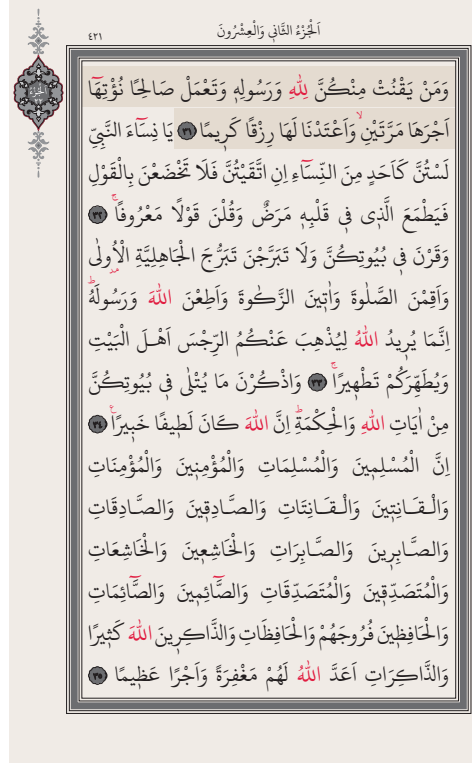 اَلْجُزْءُ الثَّانِي وَالْعِشْرُونَ
٤٢١
الجزء
وَمَنْ يَقْنُتْ مِنْكُنَّ لِلّٰهِ وَرَسُولِهٖ وَتَعْمَلْ صَالِحًا نُؤْتِهَٓا
اَجْرَهَا مَرَّتَيْنِۙ وَاَعْتَدْنَا لَهَا رِزْقًا كَرٖيمًا ﴿٣١﴾ يَا نِسَٓاءَ النَّبِيِّ
لَسْتُنَّ كَاَحَدٍ مِنَ النِّسَٓاءِ اِنِ اتَّقَيْتُنَّ فَلَا تَخْضَعْنَ بِالْقَوْلِ
فَيَطْمَعَ الَّذٖى فٖى قَلْبِهٖ مَرَضٌ وَقُلْنَ قَوْلًا مَعْرُوفًاۚ ﴿٣٢﴾
وَقَرْنَ فٖى بُيُوتِكُنَّ وَلَا تَبَرَّجْنَ تَبَرُّجَ الْجَاهِلِيَّةِ الْاُولٰى
وَاَقِمْنَ الصَّلٰوةَ وَاٰتٖينَ الزَّكٰوةَ وَاَطِعْنَ اللّٰهَ وَرَسُولَهُؕ
اِنَّمَا يُرٖيدُ اللّٰهُ لِيُذْهِبَ عَنْكُمُ الرِّجْسَ اَهْلَ الْبَيْتِ
وَيُطَهِّرَكُمْ تَطْهٖيرًاۚ ﴿٣٣﴾ وَاذْكُرْنَ مَا يُتْلٰى فٖى بُيُوتِكُنَّ
مِنْ اٰيَاتِ اللّٰهِ وَالْحِكْمَةِؕ اِنَّ اللّٰهَ كَانَ لَطٖيفًا خَبٖيرًاۚ ﴿٣٤﴾
اِنَّ الْمُسْلِمٖينَ وَالْمُسْلِمَاتِ وَالْمُؤْمِنٖينَ وَالْمُؤْمِنَاتِ
وَالْقَانِتٖينَ وَالْقَانِتَاتِ وَالصَّادِقٖينَ وَالصَّادِقَاتِ
وَالصَّابِرٖينَ وَالصَّابِرَاتِ وَالْخَاشِعٖينَ وَالْخَاشِعَاتِ
وَالْمُتَصَدِّقٖينَ وَالْمُتَصَدِّقَاتِ وَالصَّٓائِمٖينَ وَالصَّٓائِمَاتِ
وَالْحَافِظٖينَ فُرُوجَهُمْ وَالْحَافِظَاتِ وَالذَّاكِرٖينَ اللّٰهَ كَثٖيرًا
وَالذَّاكِرَاتِ اَعَدَّ اللّٰهُ لَهُمْ مَغْفِرَةً وَاَجْرًا عَظٖيمًا ﴿٣٥﴾